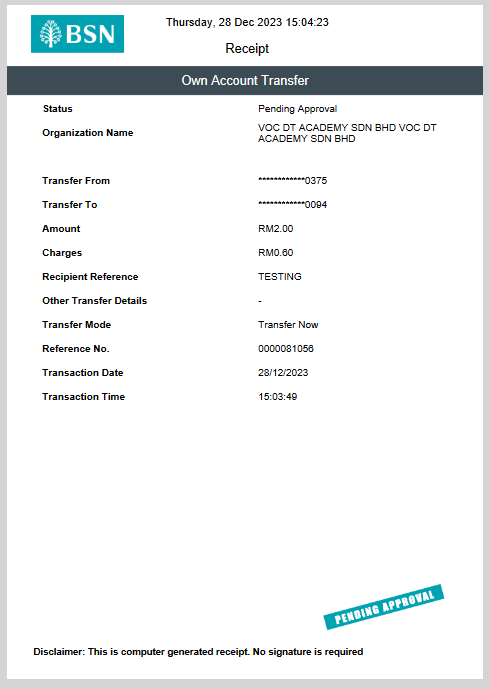 BSN
Thursday, 28 Dec 2023 15:04:23
Receipt
Own Account Transfer
Status Pending Approval
Organization Name VOC DT ACADEMY SDN BHD VOC DT
ACADEMY SDN BHD
Transfer From ************0375
Transfer To ************0094
Amount RM2.00
Charges RM0.60
Recipient Reference TESTING
Other Transfer Details -
Transfer Mode Transfer Now
Reference No. 0000081056
Transaction Date 28/12/2023
Transaction Time 15:03:49
PENDING APPROVAL
Disclaimer: This is computer generated receipt. No signature is required